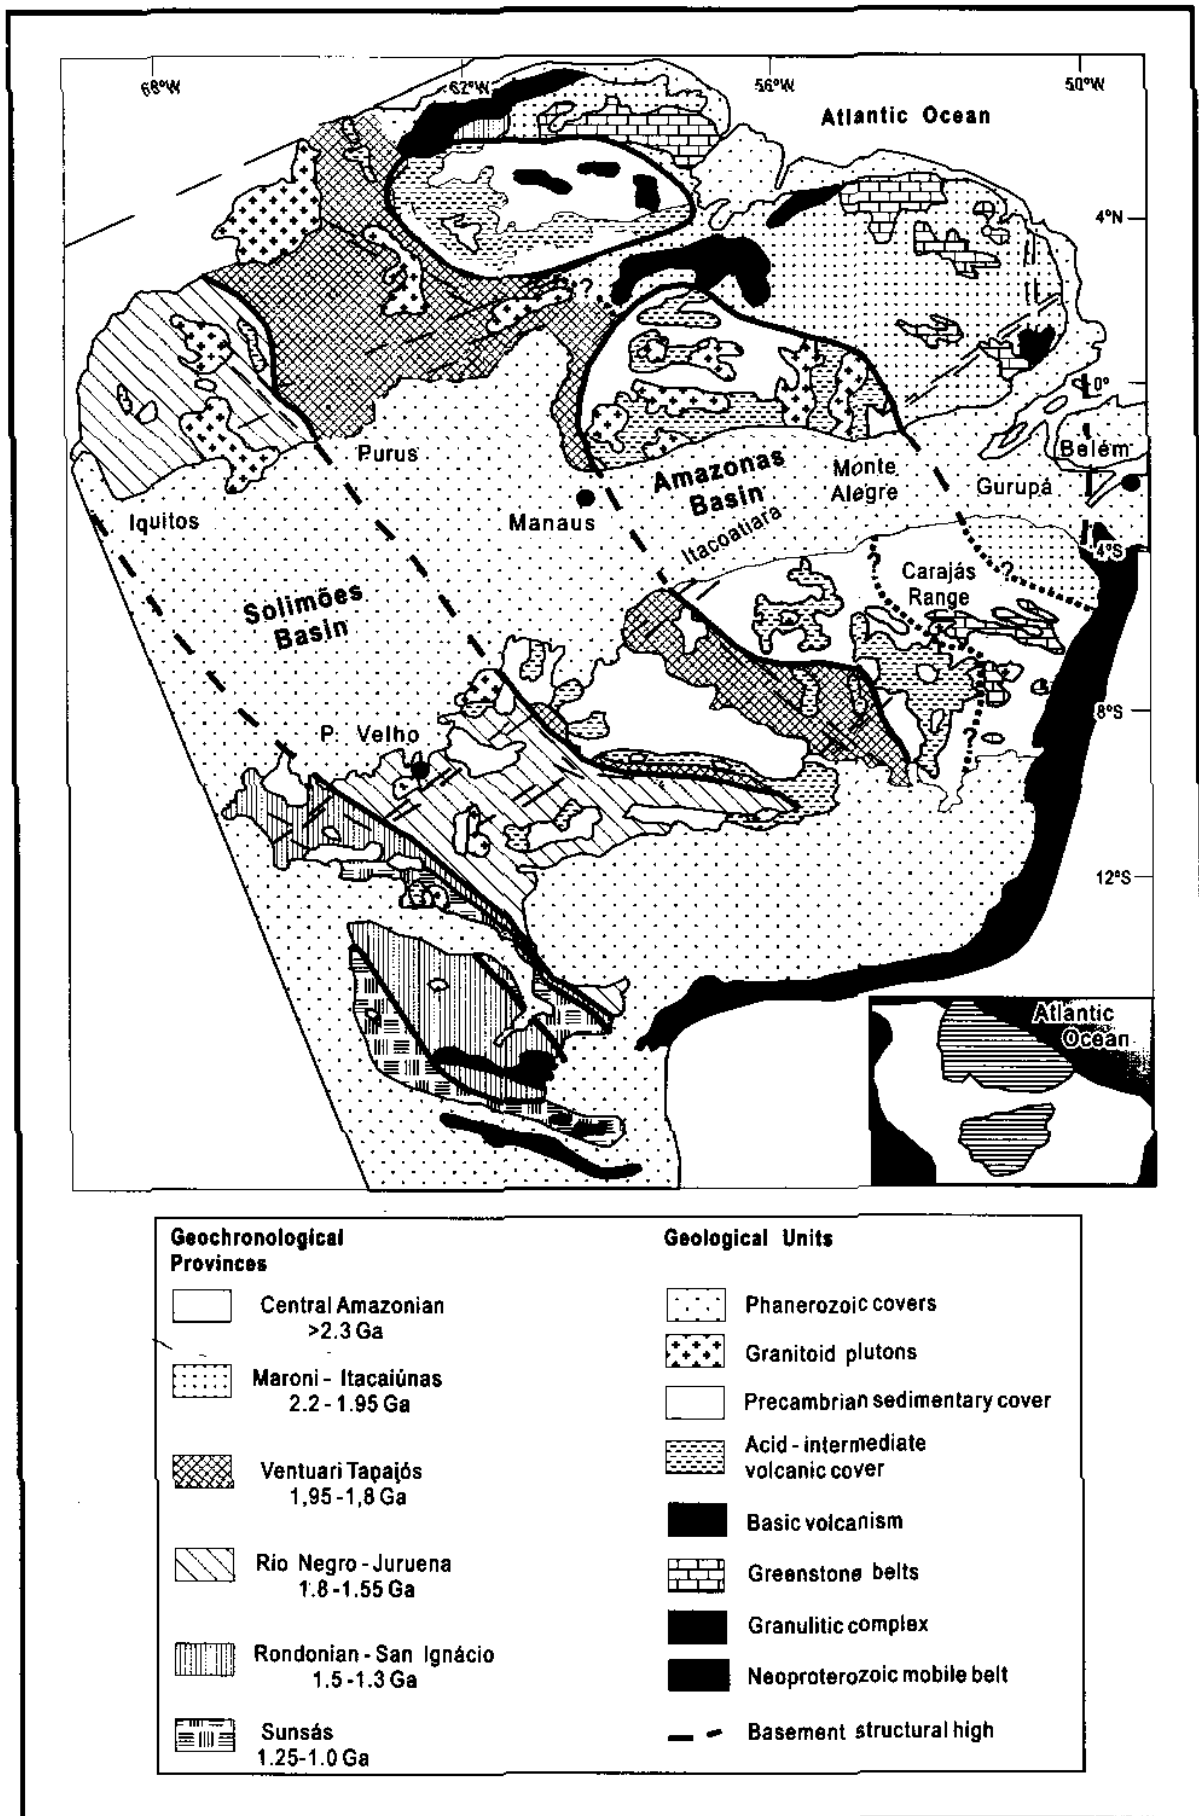 68°W
62°W
56°W
50°W
Atlantic Ocean
4°N
?
0°
Purus
Belém
Amazonas
Basin
Monte
Alegre
Gurupá
Iquitos
Manaus
Itacoatiara
4°S
?
?
Carajás
Range
Solimões
Basin
8°S
P. Velho
?
12°S
Atlantic
Ocean
Geochronological
Provinces
Central Amazonian
>2.3 Ga
Maroni - Itacaiúnas
2.2 - 1.95 Ga
Ventuari Tapajós
1,95 -1,8 Ga
Rio Negro - Juruena
1.8 -1.55 Ga
Rondonian - San Ignácio
1.5 -1.3 Ga
Sunsás
1.25-1.0 Ga
Geological Units
Phanerozoic covers
Granitoid plutons
Precambrian sedimentary cover
Acid - intermediate
volcanic cover
Basic volcanism
Greenstone belts
Granulitic complex
Neoproterozoic mobile belt
Basement structural high